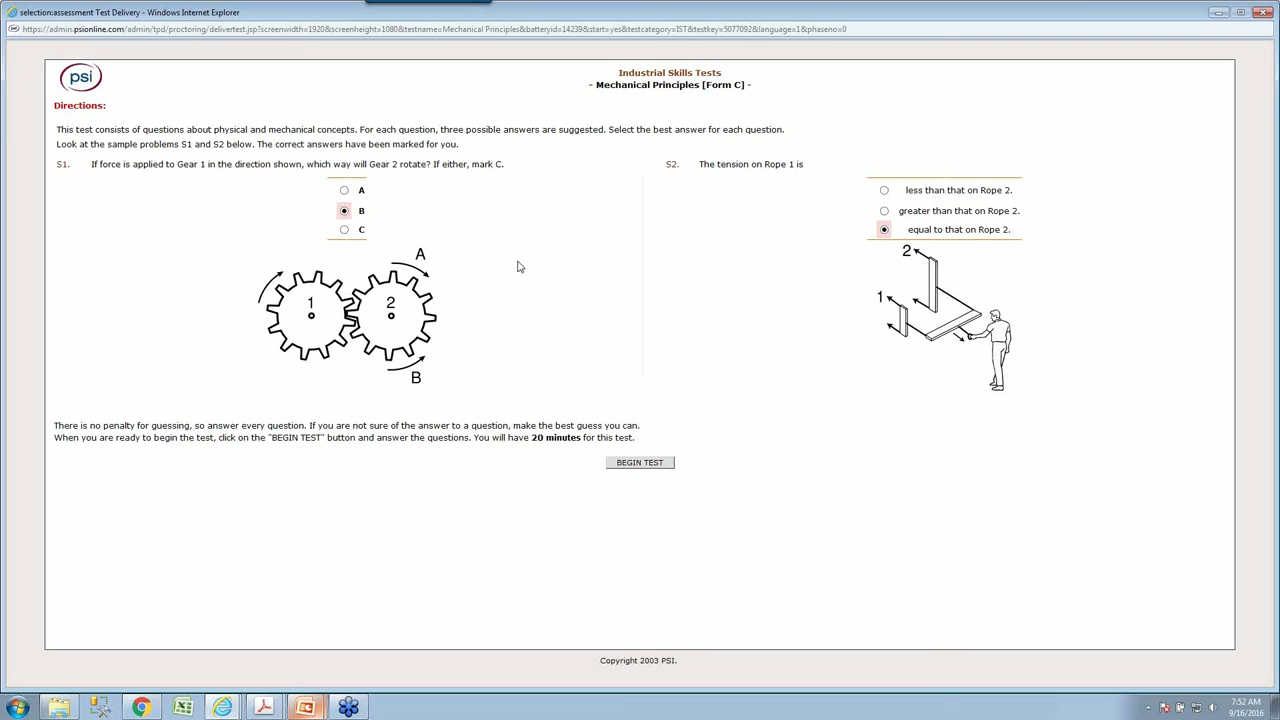 selection:assessment Test Delivery - Windows Internet Explorer
https://admin.psionline.com/admin/tpd/proctoring/delivertest.jsp?screenwidth=1920&screenheight=1080&testname=Mechanical Principles&batteryid=14239&start=yes&testcategory=IST&testkey=5077092&language=1&phaseno=0
psi
Industrial Skills Tests
- Mechanical Principles [Form C] -
Directions:
This test consists of questions about physical and mechanical concepts. For each question, three possible answers are suggested. Select the best answer for each question.
Look at the sample problems S1 and S2 below. The correct answers have been marked for you.
S1. If force is applied to Gear 1 in the direction shown, which way will Gear 2 rotate? If either, mark C.
A
B
C
A
1
2
B
S2. The tension on Rope 1 is
less than that on Rope 2.
greater than that on Rope 2.
equal to that on Rope 2.
2
1
There is no penalty for guessing, so answer every question. If you are not sure of the answer to a question, make the best guess you can.
When you are ready to begin the test, click on the "BEGIN TEST" button and answer the questions. You will have 20 minutes for this test.
BEGIN TEST
Copyright 2003 PSI.
7:52 AM
9/16/2016